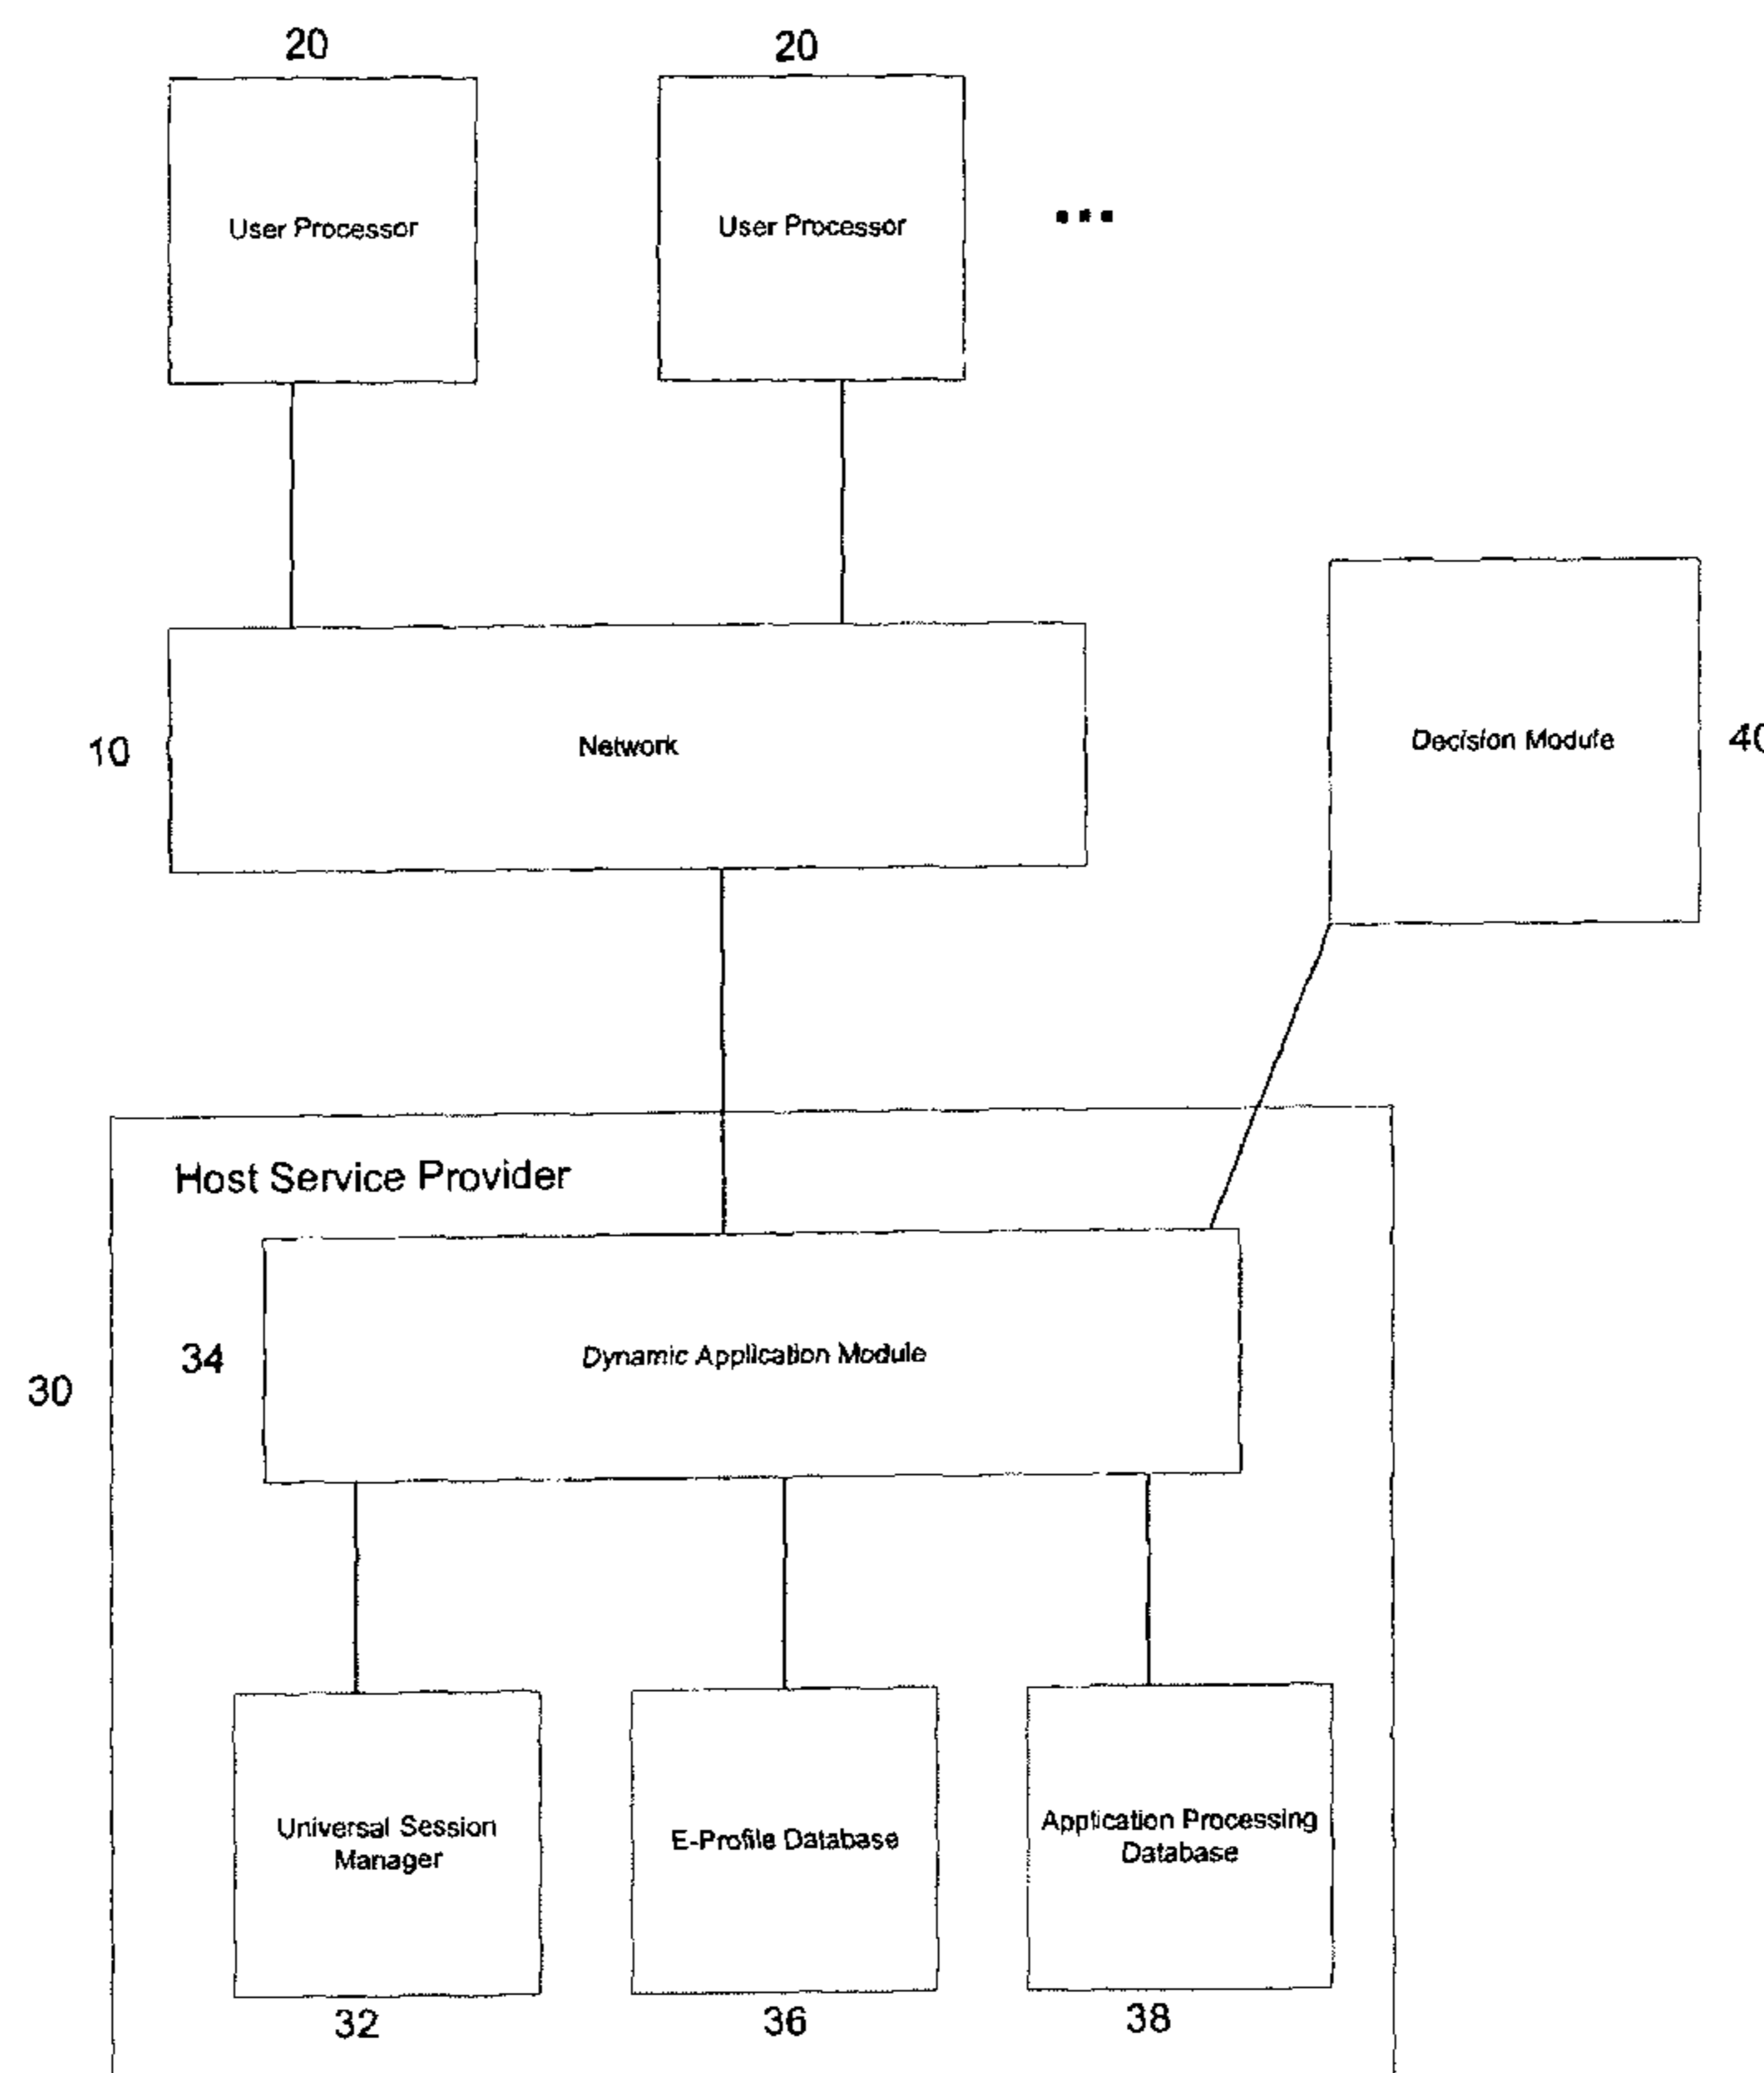 20
20
User Processor
User Processor
10
Network
Decision Module
40
Host Service Provider
30
34
Dynamic Application Module
Universal Session
Manager
E-Profile Database
Application Processing
Database
32
36
38